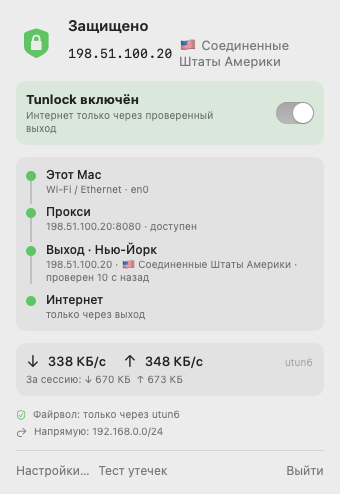 Защищено
198.51.100.20 🇺🇸 Соединенные
Штаты Америки
Tunlock включён
Интернет только через проверенный
выход
Этот Mac
Wi-Fi / Ethernet · en0
Прокси
198.51.100.20:8080 · доступен
Выход · Нью-Йорк
198.51.100.20 · 🇺🇸 Соединенные Штаты Америки ·
проверен 10 с назад
Интернет
только через выход
↓ 338 КБ/с ↑ 348 КБ/с utun6
За сессию: ↓ 670 КБ ↑ 673 КБ
Файрвол: только через utun6
Напрямую: 192.168.0.0/24
Настройки... Тест утечек Выйти